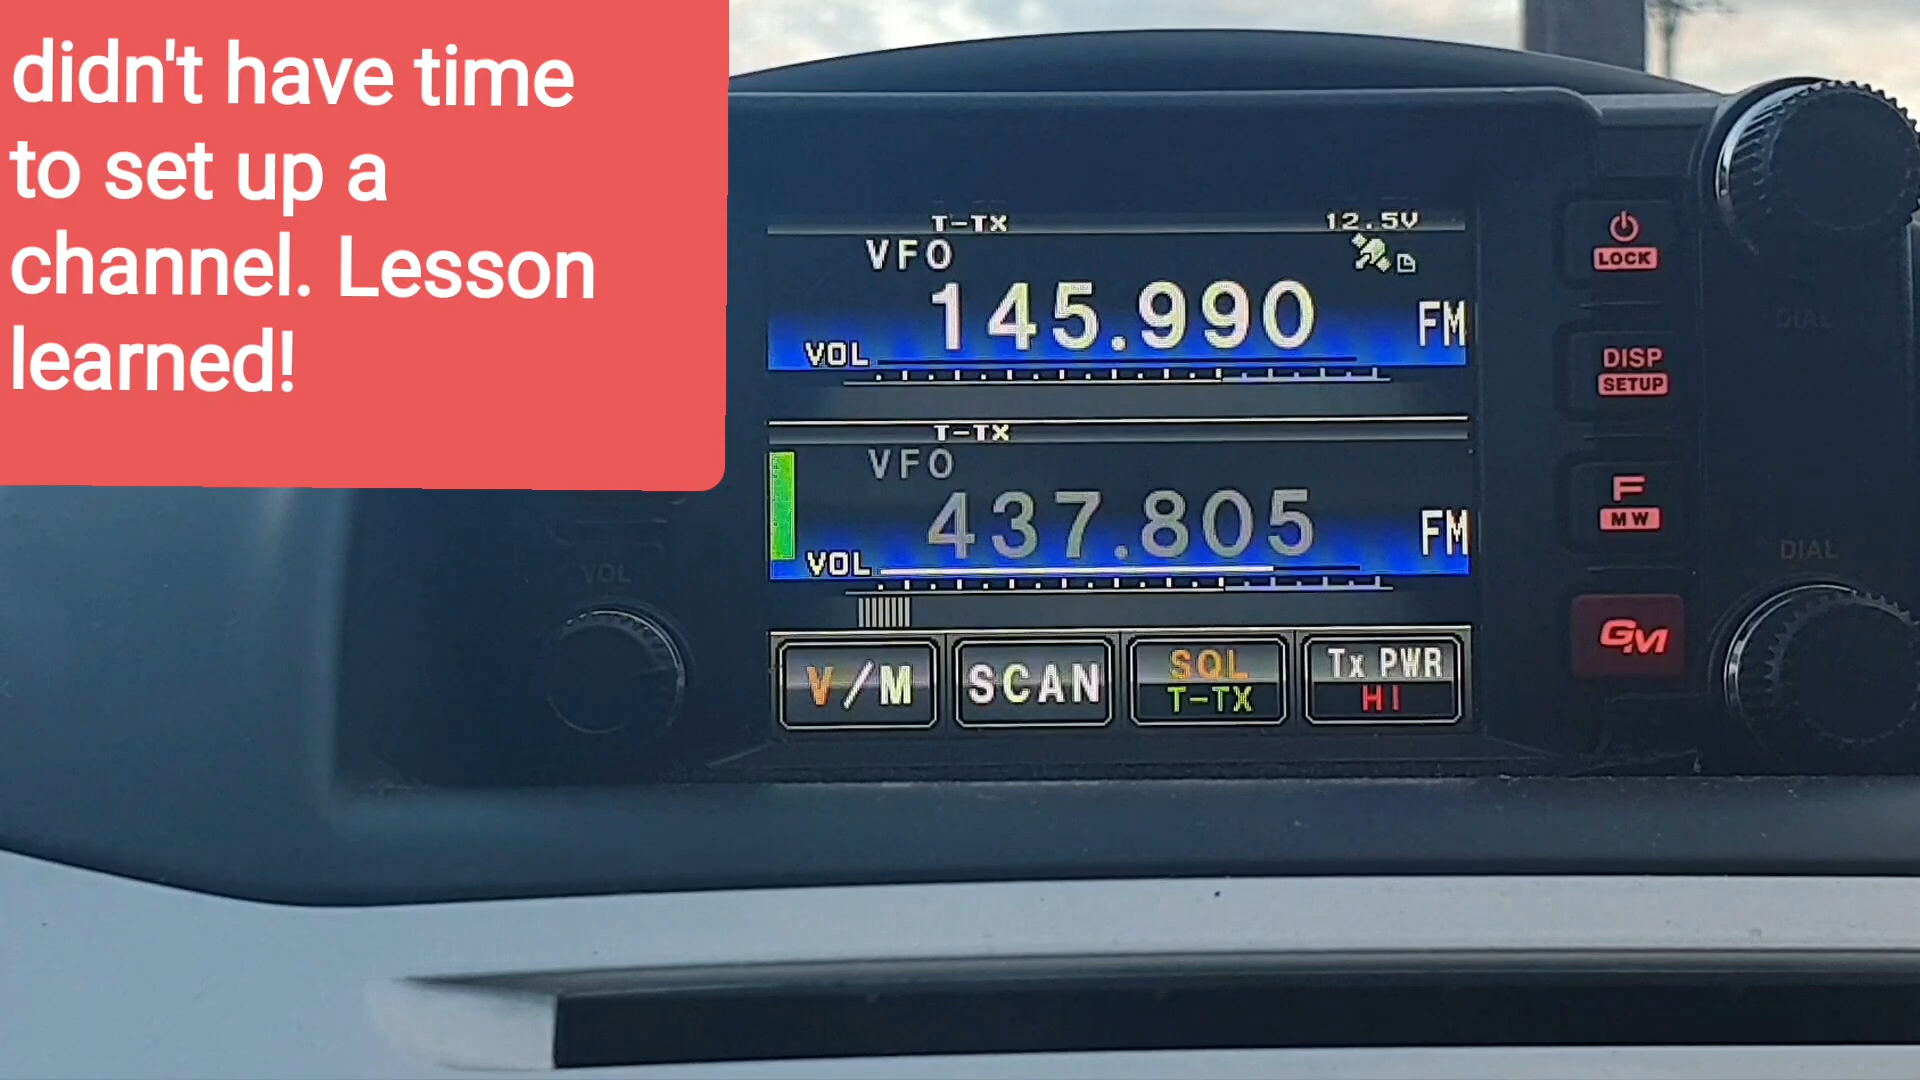 didn't have time
to set up a
channel. Lesson
learned!
T-TX 12.5V
VFO
145.990 FM
VOL
T-TX
VFO
437.805 FM
VOL
V/M SCAN SQL T-TX Tx PWR HI
LOCK
DISP
SETUP
F
MW
GM
VOL
DIAL
DIAL